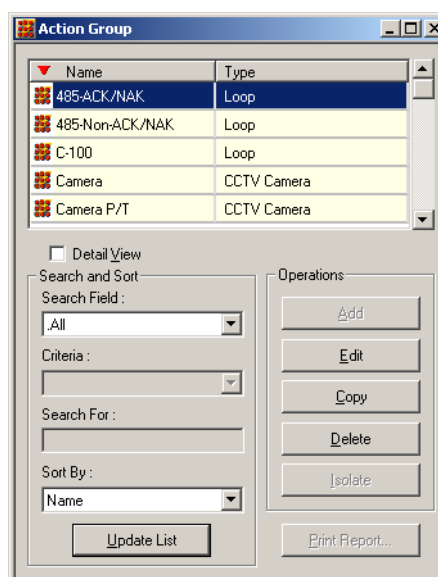 Action Group
Name Type
485-ACK/NAK Loop
485-Non-ACK/NAK Loop
C-100 Loop
Camera CCTV Camera
Camera P/T CCTV Camera
Detail View
Search and Sort
Search Field :
.All
Criteria :
Search For :
Sort By :
Name
Update List
Operations
Add
Edit
Copy
Delete
Isolate
Print Report...